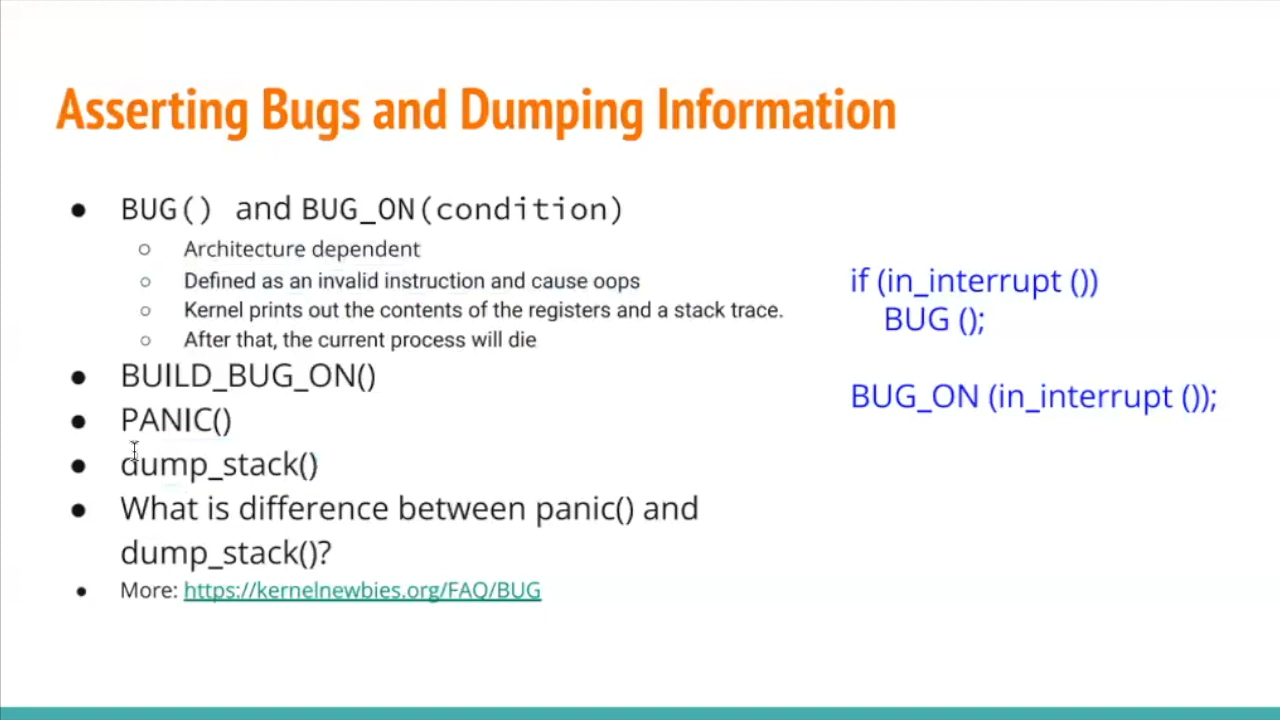 Asserting Bugs and Dumping Information
● BUG() and BUG_ON(condition)
○ Architecture dependent
○ Defined as an invalid instruction and cause oops
○ Kernel prints out the contents of the registers and a stack trace.
○ After that, the current process will die
● BUILD_BUG_ON()
● PANIC()
● dump_stack()
● What is difference between panic() and
dump_stack()?
● More: https://kernelnewbies.org/FAQ/BUG
if (in_interrupt ())
BUG ();
BUG_ON (in_interrupt ());